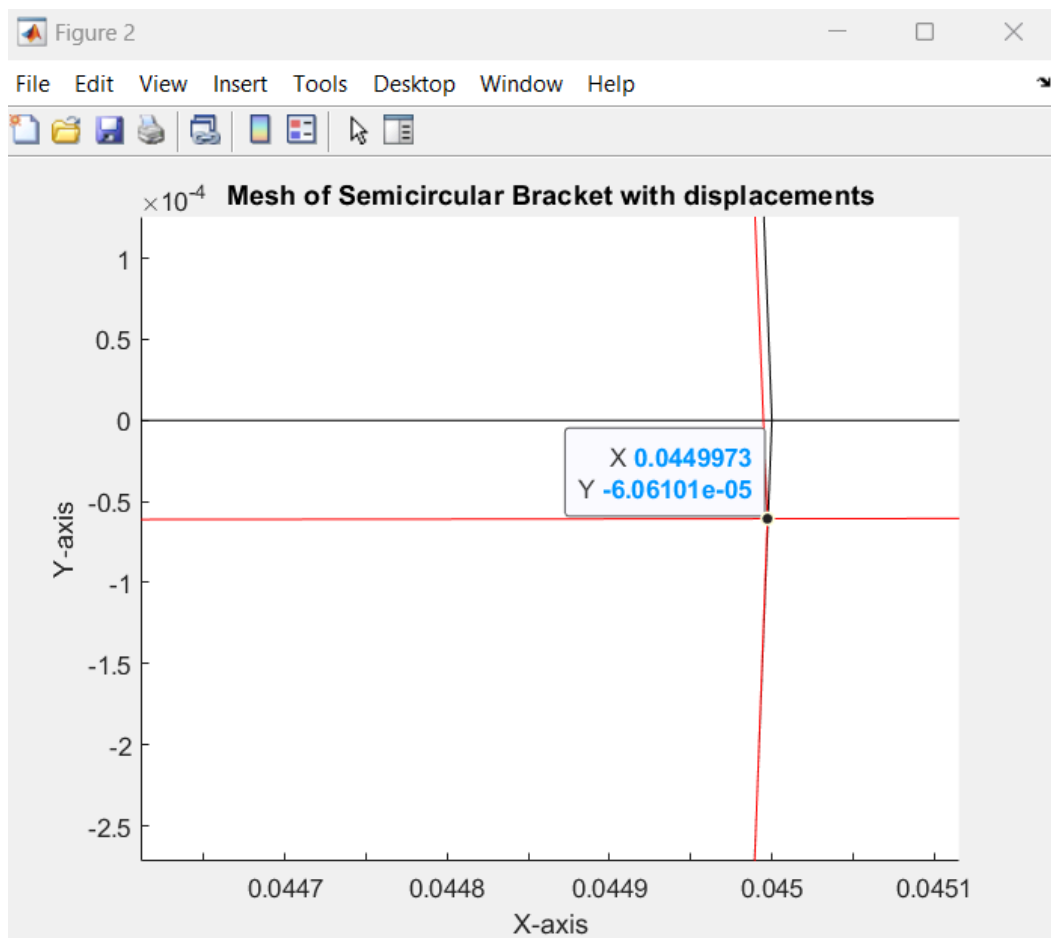 Figure 2
File Edit View Insert Tools Desktop Window Help
×10⁻⁴ Mesh of Semicircular Bracket with displacements
1
0.5
0
X 0.0449973
Y -6.06101e-05
-0.5
-1
-1.5
-2
-2.5
Y-axis
0.0447 0.0448 0.0449 0.045 0.0451
X-axis